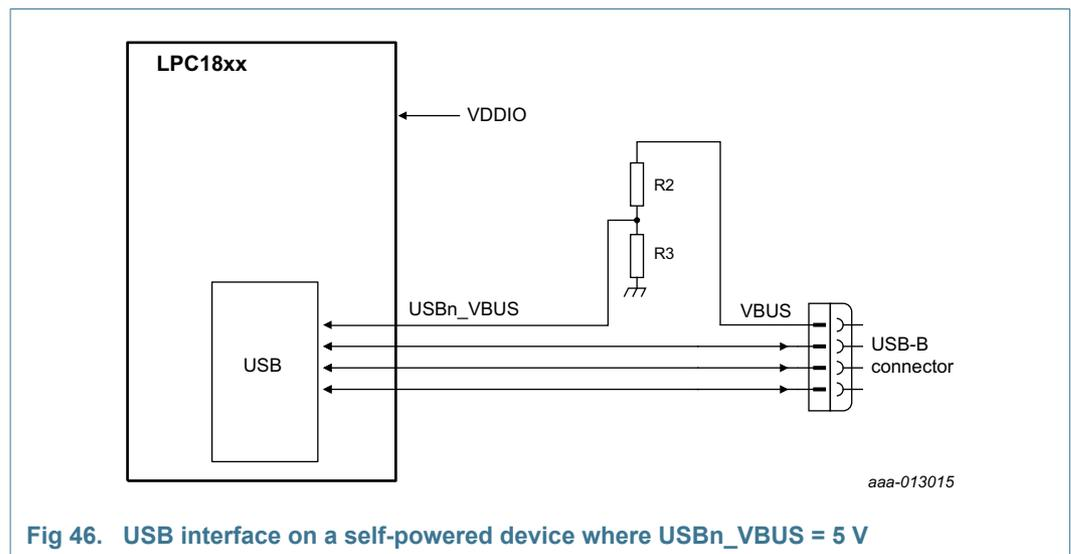 LPC18xx
VDDIO
R2
R3
USBn_VBUS
VBUS
USB
USB-B
connector
aaa-013015
Fig 46. USB interface on a self-powered device where USBn_VBUS = 5 V